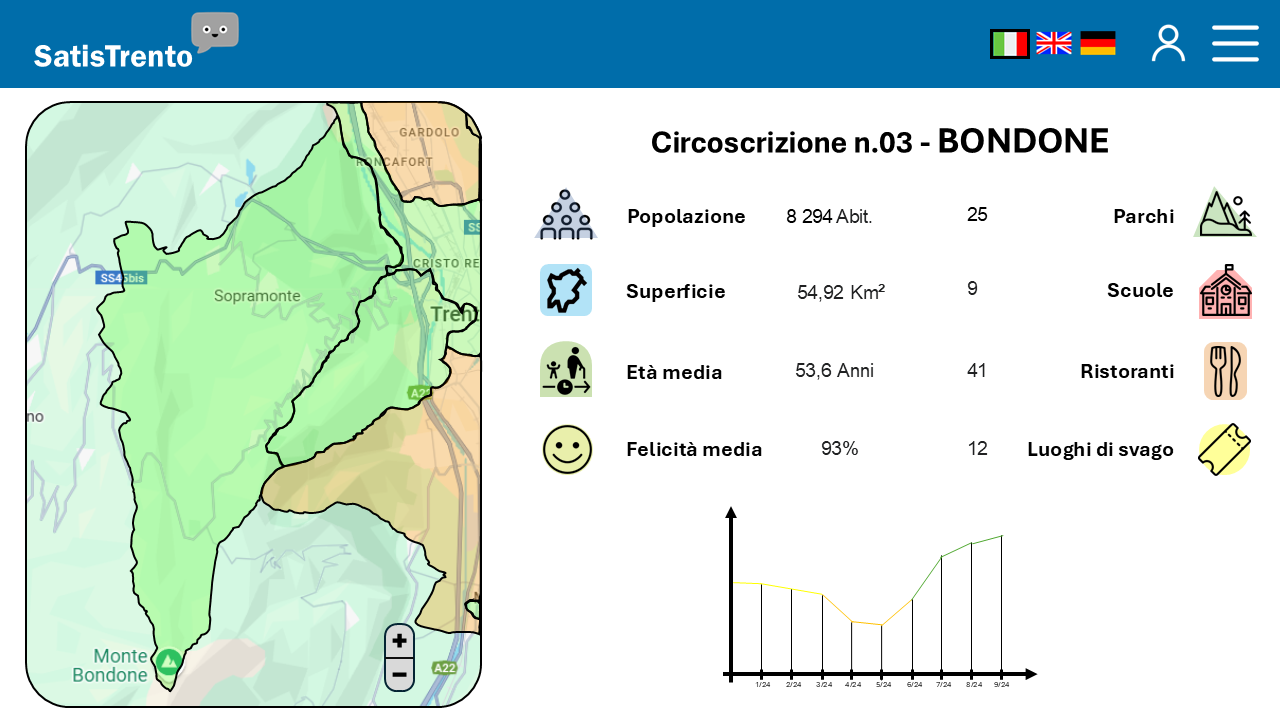 SatisTrento
GARDOLO
RONCAFORT
SS
SS45bis
CRISTO RE
Sopramonte
Trent
A22
no
Monte
Bondone
A22
+
−
Circoscrizione n.03 - BONDONE
Popolazione 8 294 Abit. 25 Parchi
Superficie 54,92 Km² 9 Scuole
Età media 53,6 Anni 41 Ristoranti
Felicità media 93% 12 Luoghi di svago
1/24 2/24 3/24 4/24 5/24 6/24 7/24 8/24 9/24